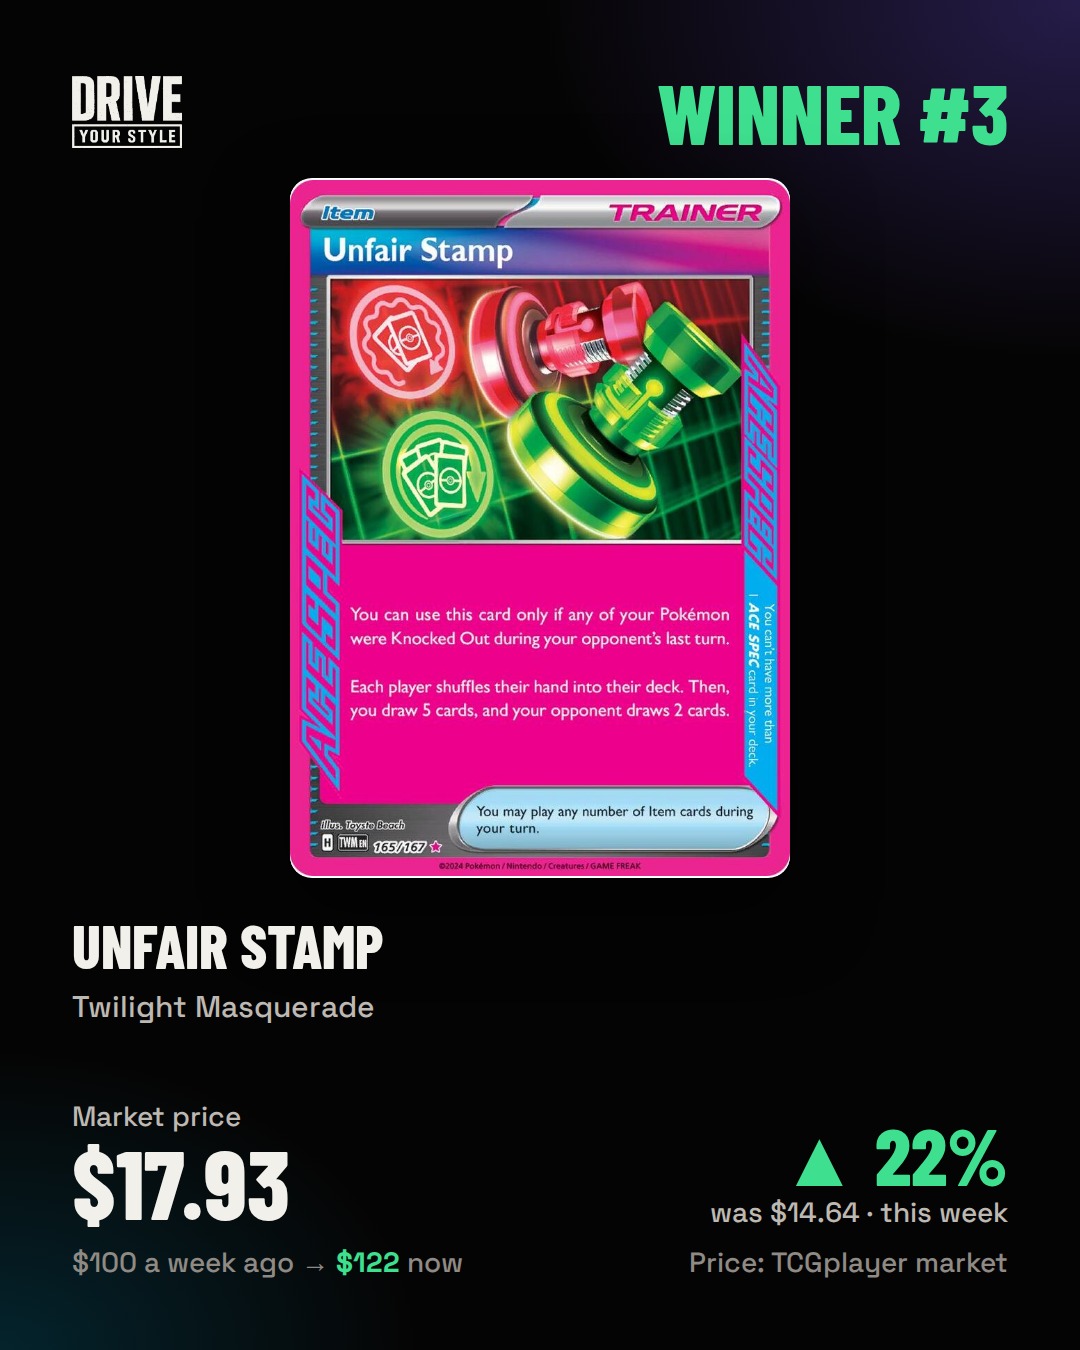 DRIVE
YOUR STYLE
WINNER #3
Item
TRAINER
Unfair Stamp
ACE SPEC
You can use this card only if any of your Pokémon
were Knocked Out during your opponent's last turn.
Each player shuffles their hand into their deck. Then,
you draw 5 cards, and your opponent draws 2 cards.
You can't have more than
1 ACE SPEC card in your deck.
You may play any number of Item cards during
your turn.
Illus. Toyste Beach
H TWM EN 165/167
©2024 Pokémon / Nintendo / Creatures / GAME FREAK
UNFAIR STAMP
Twilight Masquerade
Market price
$17.93
$100 a week ago → $122 now
▲ 22%
was $14.64 · this week
Price: TCGplayer market